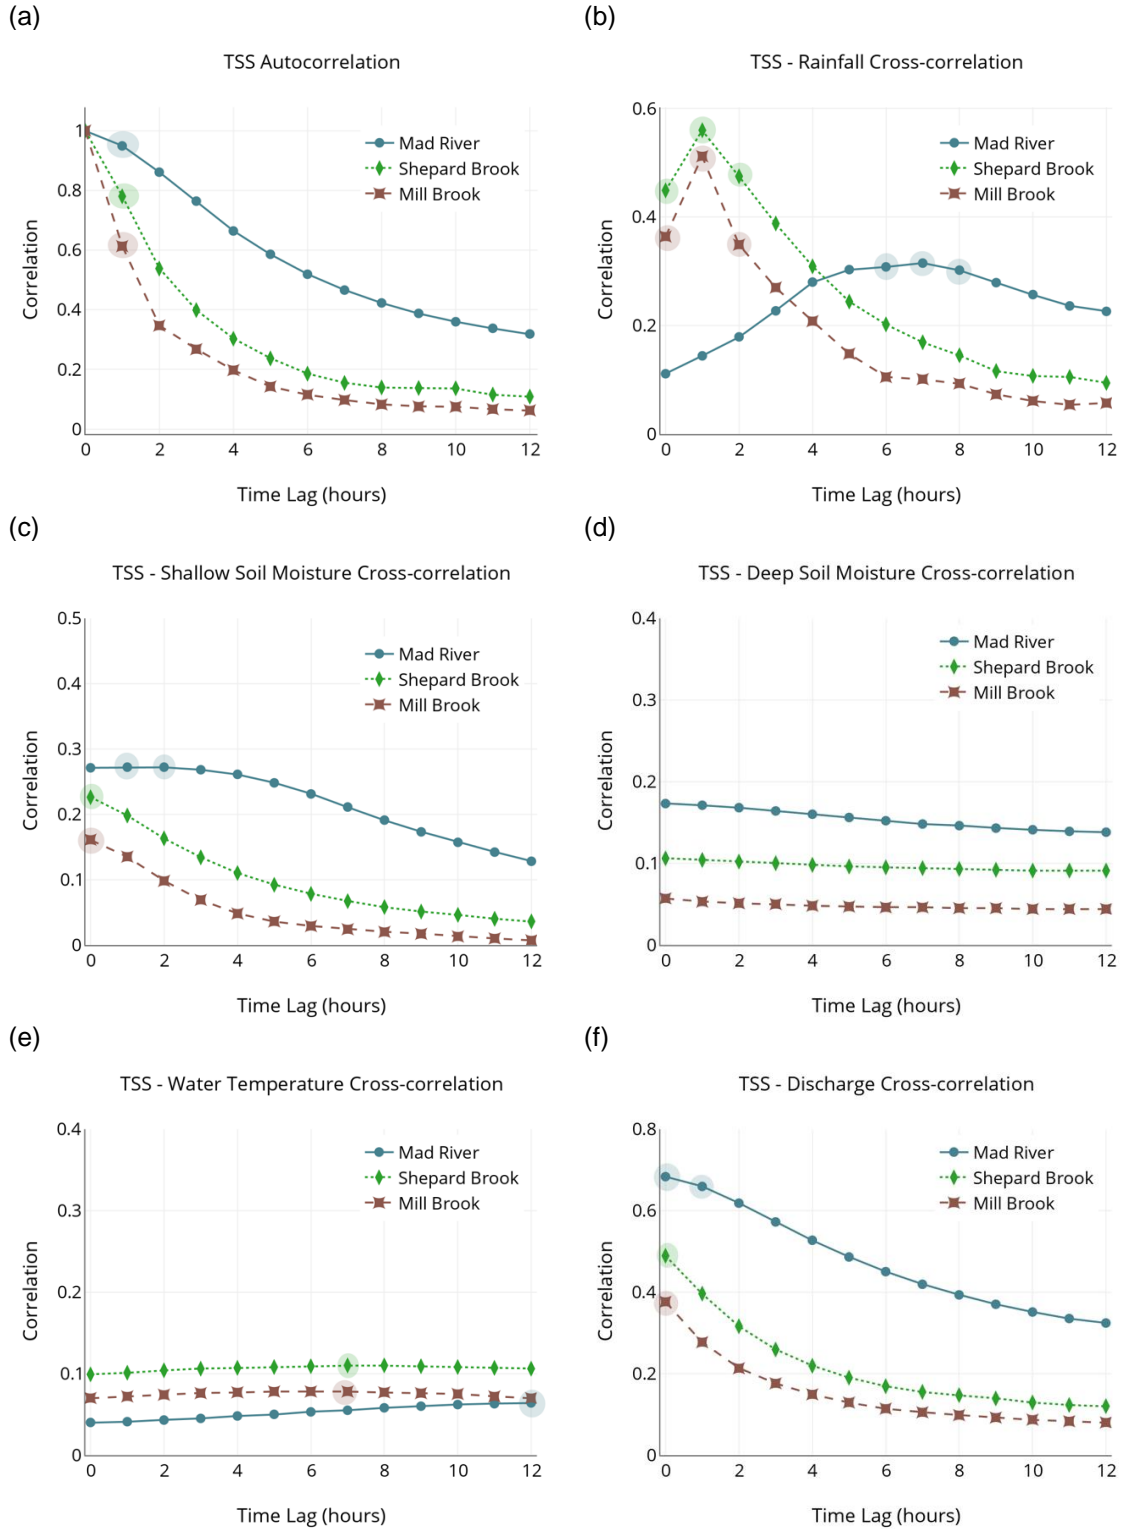 (a)
TSS Autocorrelation
Correlation
1
0.8
0.6
0.4
0.2
0
0 2 4 6 8 10 12
Time Lag (hours)
Mad River
Shepard Brook
Mill Brook
(b)
TSS - Rainfall Cross-correlation
Correlation
0.6
0.4
0.2
0
0 2 4 6 8 10 12
Time Lag (hours)
Mad River
Shepard Brook
Mill Brook
(c)
TSS - Shallow Soil Moisture Cross-correlation
Correlation
0.5
0.4
0.3
0.2
0.1
0
0 2 4 6 8 10 12
Time Lag (hours)
Mad River
Shepard Brook
Mill Brook
(d)
TSS - Deep Soil Moisture Cross-correlation
Correlation
0.4
0.3
0.2
0.1
0
0 2 4 6 8 10 12
Time Lag (hours)
Mad River
Shepard Brook
Mill Brook
(e)
TSS - Water Temperature Cross-correlation
Correlation
0.4
0.3
0.2
0.1
0
0 2 4 6 8 10 12
Time Lag (hours)
Mad River
Shepard Brook
Mill Brook
(f)
TSS - Discharge Cross-correlation
Correlation
0.8
0.6
0.4
0.2
0
0 2 4 6 8 10 12
Time Lag (hours)
Mad River
Shepard Brook
Mill Brook